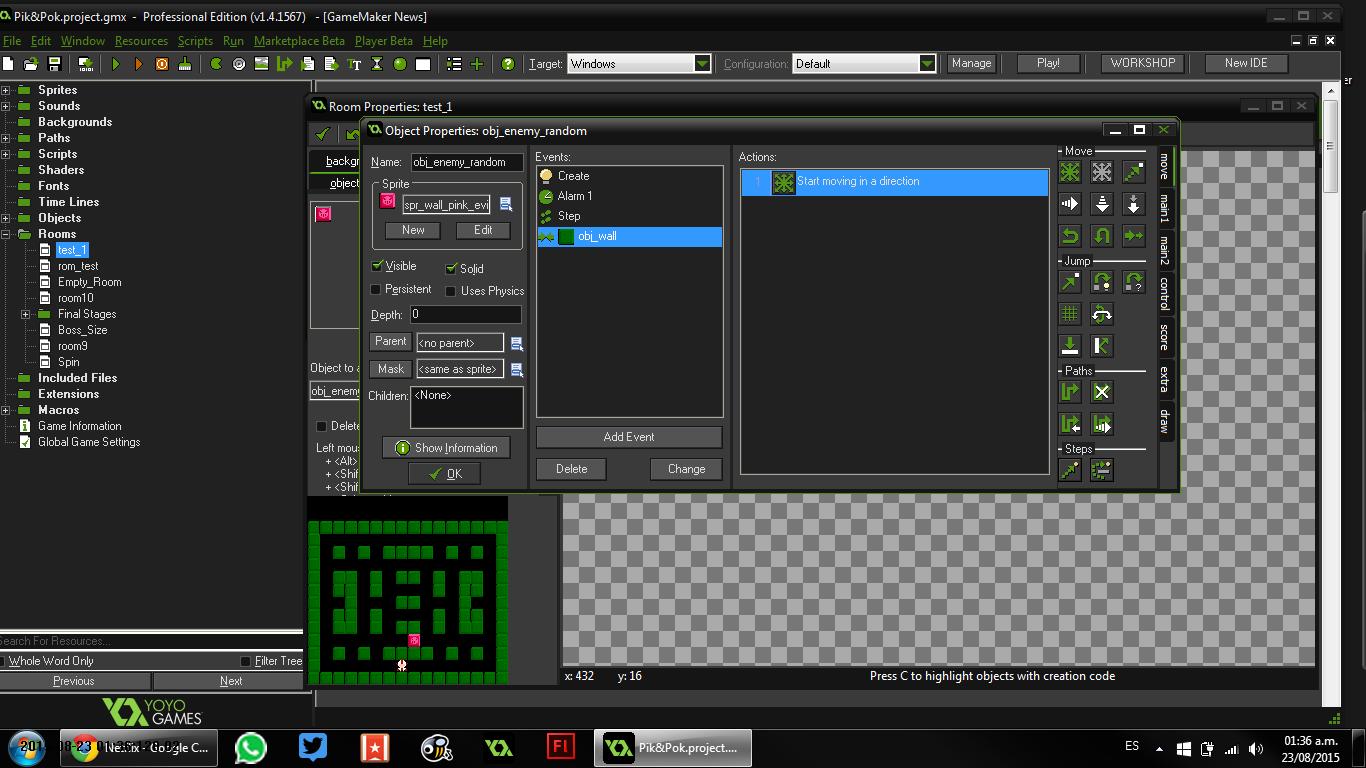 Pik&Pok.project.gmx - Professional Edition (v1.4.1567) - [GameMaker News]
File Edit Window Resources Scripts Run Marketplace Beta Player Beta Help
Target: Windows Configuration: Default Manage Play! WORKSHOP New IDE
Sprites
Sounds
Backgrounds
Paths
Scripts
Shaders
Fonts
Time Lines
Objects
Rooms
test_1
rom_test
Empty_Room
room10
Final Stages
Boss_Size
room9
Spin
Included Files
Extensions
Macros
Game Information
Global Game Settings
Search For Resources...
Whole Word Only Filter Tree
Previous Next
YOYO
GAMES
Room Properties: test_1
backgr
object
Object to a
obj_enemy
Delete
Left mou
+ <Alt>
+ <Shif
+ <Shif
Object Properties: obj_enemy_random
Name: obj_enemy_random
Sprite
spr_wall_pink_evi
New Edit
Visible Solid
Persistent Uses Physics
Depth: 0
Parent <no parent>
Mask <same as sprite>
Children: <None>
Show Information
OK
Events:
Create
Alarm 1
Step
obj_wall
Add Event
Delete Change
Actions:
1 Start moving in a direction
Move
Jump
Paths
Steps
move
main1
main2
control
score
extra
draw
x: 432 y: 16 Press C to highlight objects with creation code
Google C...
Pik&Pok.project....
ES
01:36 a.m.
23/08/2015